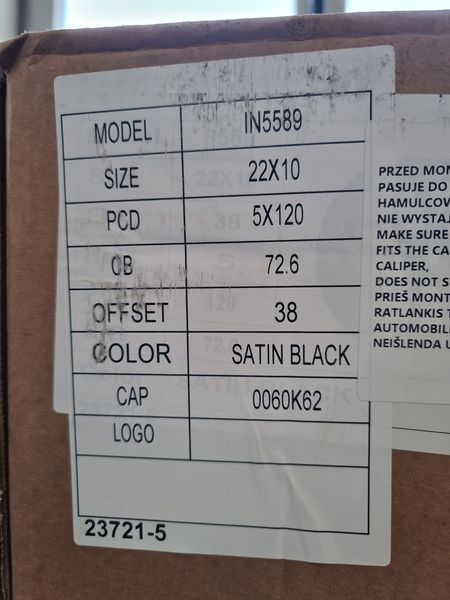 MODEL IN5589
SIZE 22X10
PCD 5X120
CB 72.6
OFFSET 38
COLOR SATIN BLACK
CAP 0060K62
LOGO
23721-5
PRZED MON
PASUJE DO
HAMULCOW
NIE WYSTAJ
MAKE SURE
FITS THE CA
CALIPER,
DOES NOT S
PRIEŠ MONT
RATLANKIS T
AUTOMOBIL
NEIŠLENDA U